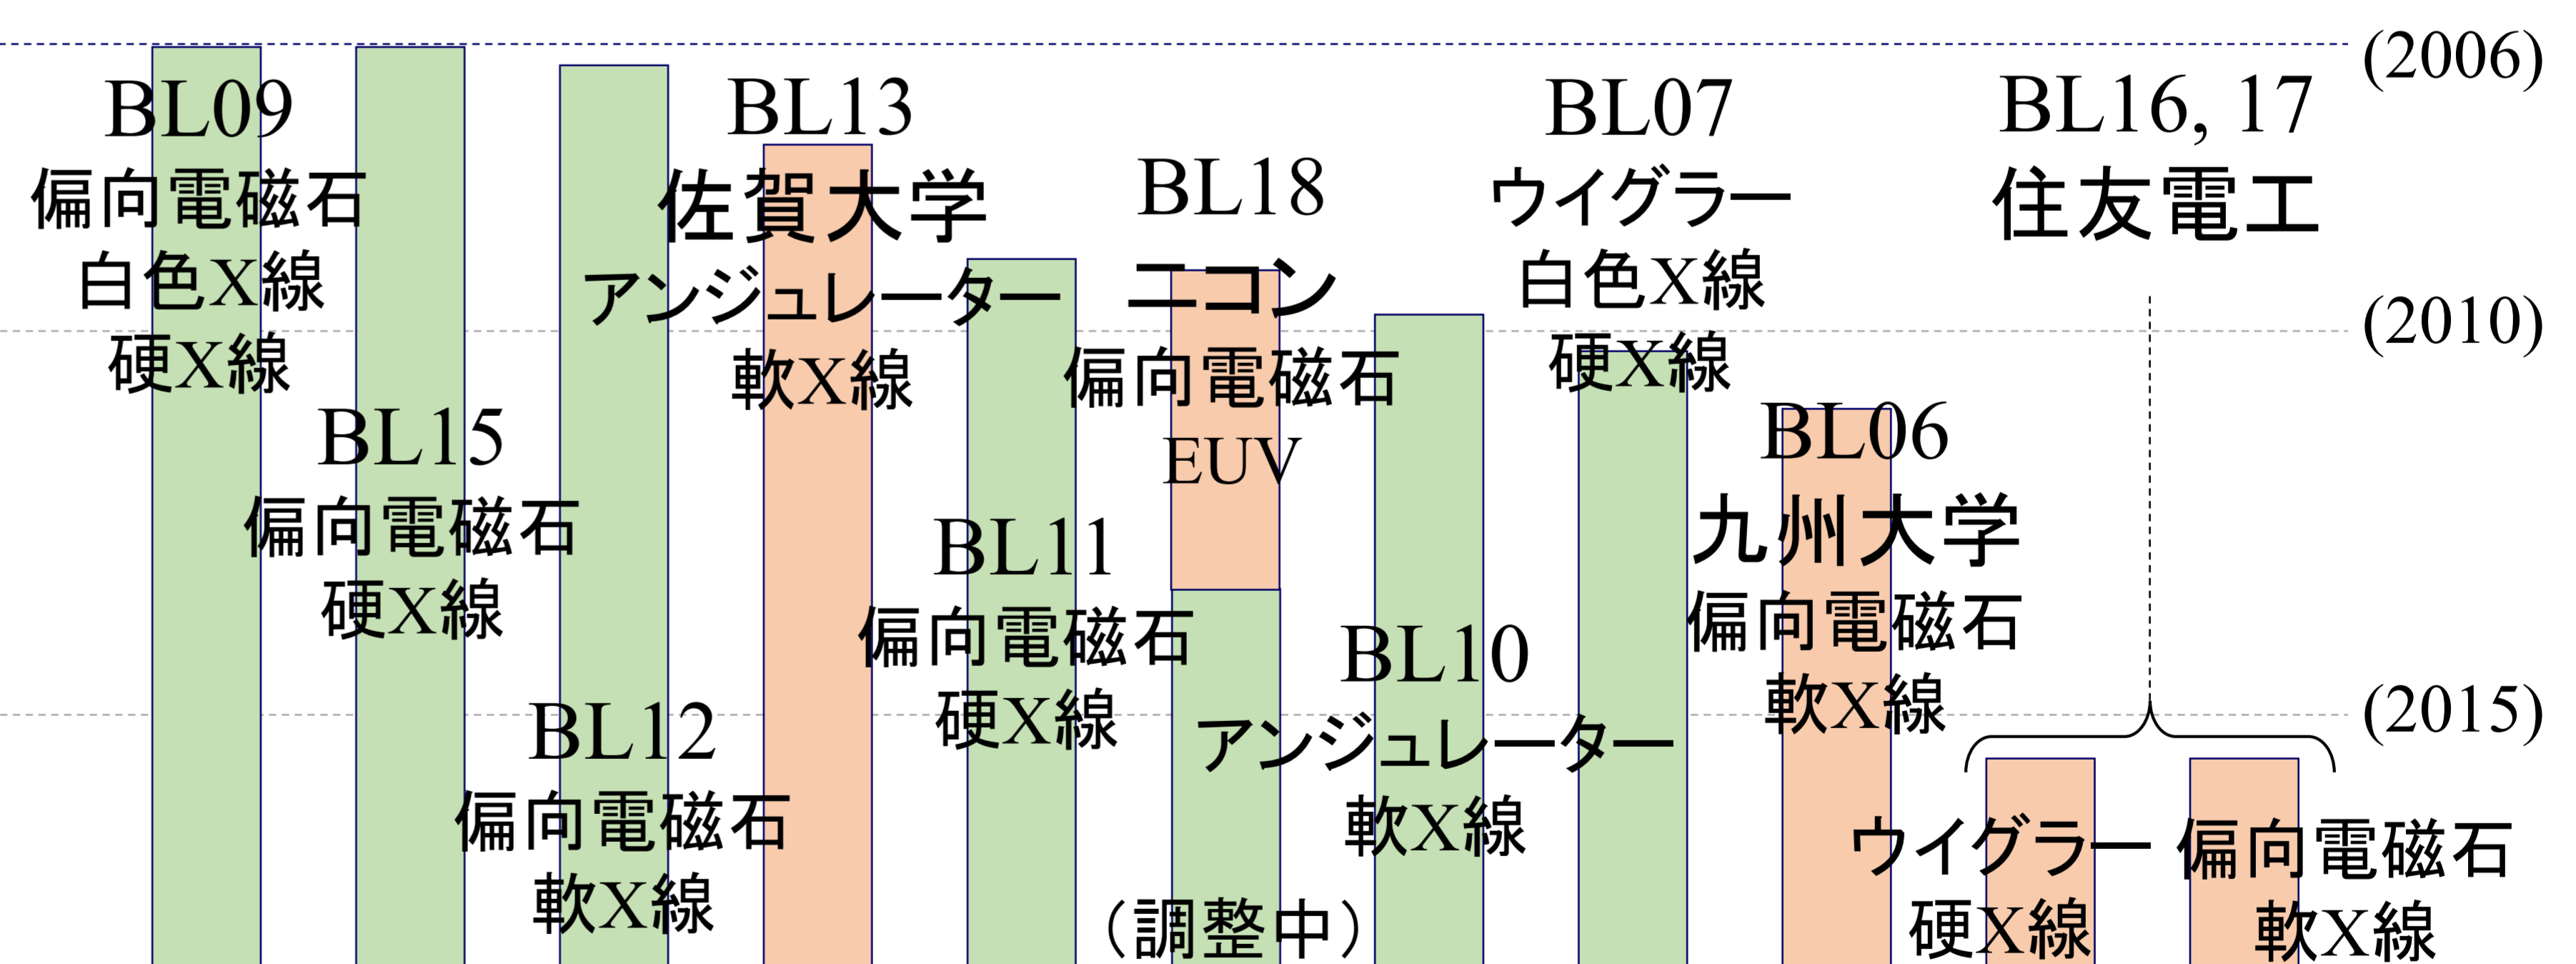 (2006)
BL09
偏向電磁石
白色X線
硬X線
BL15
偏向電磁石
硬X線
BL12
偏向電磁石
軟X線
BL13
佐賀大学
アンジュレーター
軟X線
BL11
偏向電磁石
硬X線
BL18
ニコン
偏向電磁石
EUV
(調整中)
BL10
アンジュレーター
軟X線
BL07
ウイグラー
白色X線
硬X線
BL06
九州大学
偏向電磁石
軟X線
BL16, 17
住友電工
ウイグラー
硬X線
偏向電磁石
軟X線
(2010)
(2015)